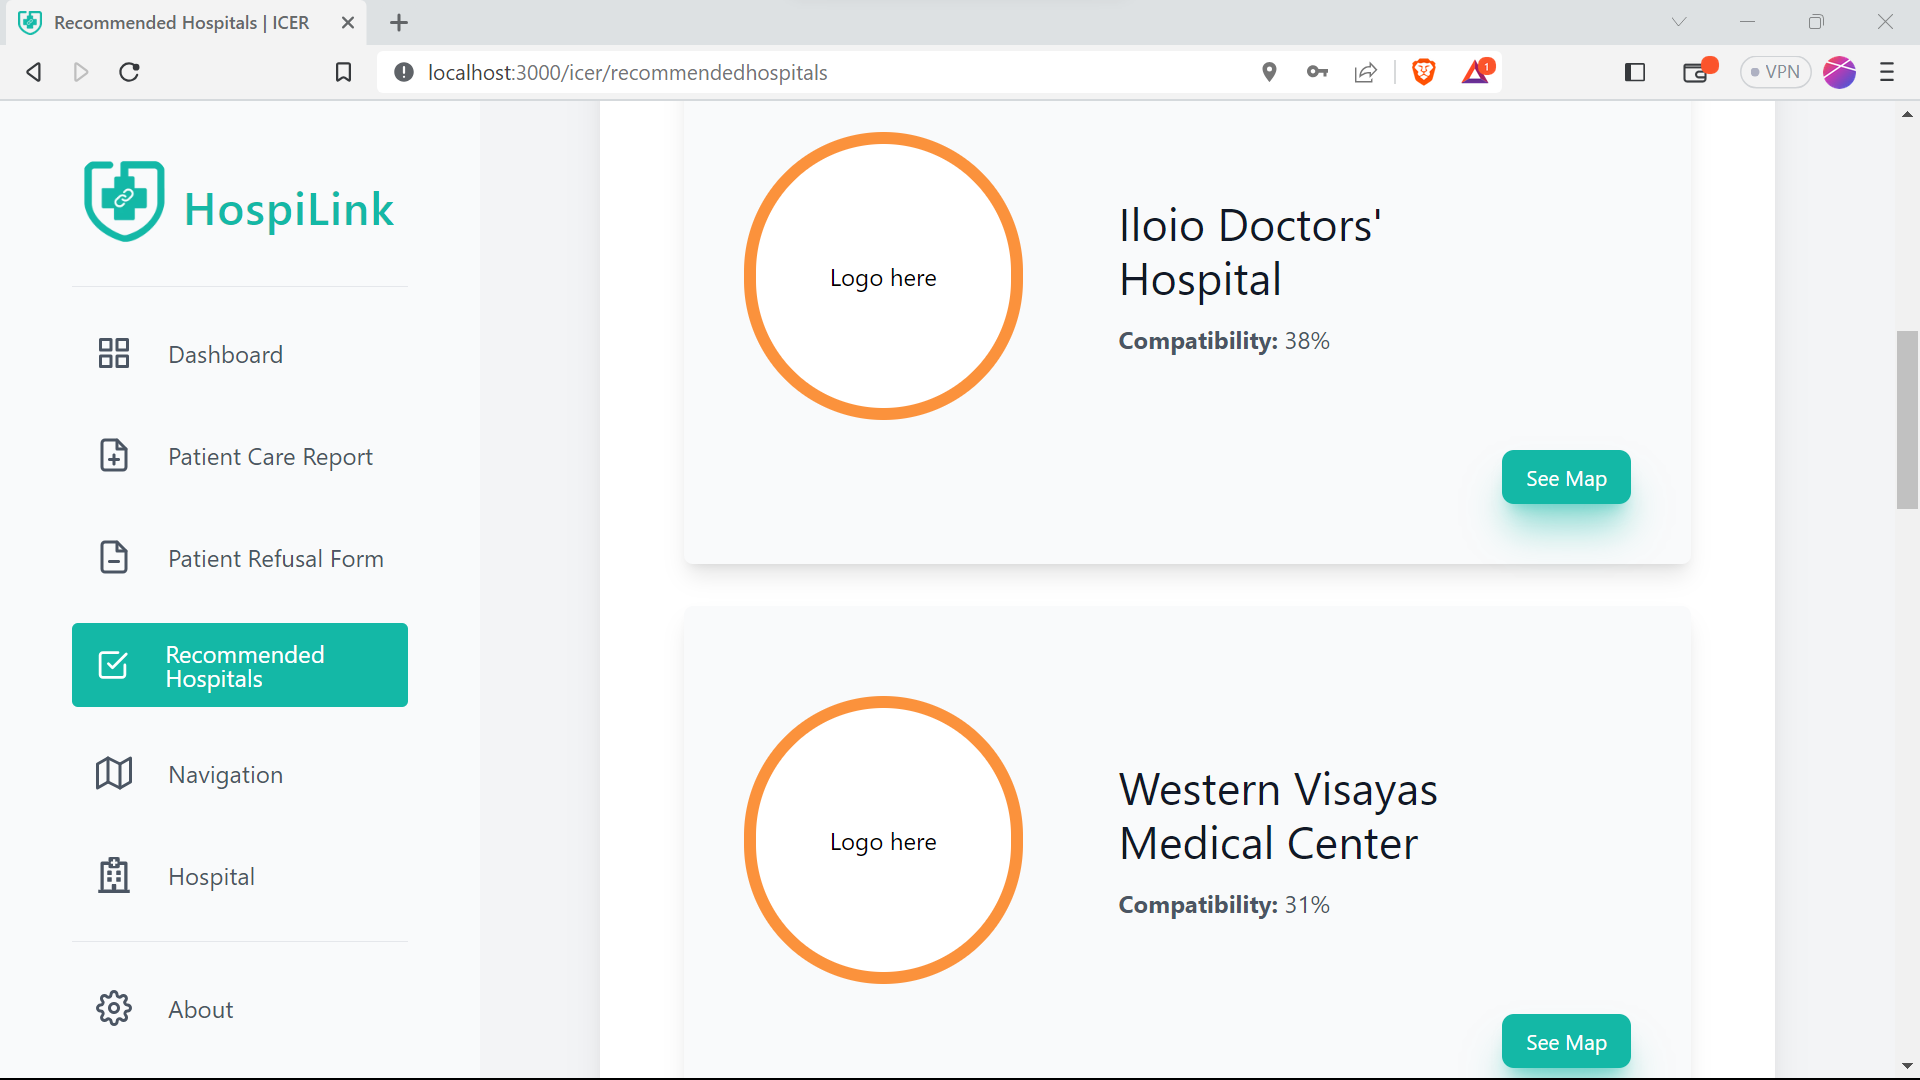 Recommended Hospitals | ICER
localhost:3000/icer/recommendedhospitals
1
VPN
HospiLink
Dashboard
Patient Care Report
Patient Refusal Form
Recommended
Hospitals
Navigation
Hospital
About
Logo here
Iloio Doctors'
Hospital
Compatibility: 38%
See Map
Logo here
Western Visayas
Medical Center
Compatibility: 31%
See Map